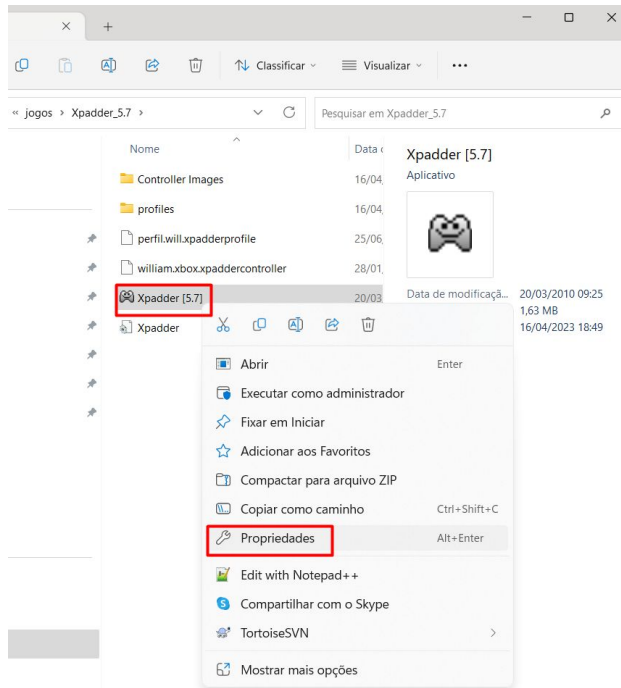 Classificar
Visualizar
« jogos > Xpadder_5.7 >
Pesquisar em Xpadder_5.7
Nome
Data
Controller Images
16/04
profiles
16/04
perfil.will.xpadderprofile
25/06
william.xbox.xpaddercontroller
28/01
Xpadder [5.7]
20/03
Xpadder
Xpadder [5.7]
Aplicativo
Data de modificaçã...
20/03/2010 09:25
1,63 MB
16/04/2023 18:49
Abrir
Enter
Executar como administrador
Fixar em Iniciar
Adicionar aos Favoritos
Compactar para arquivo ZIP
Copiar como caminho
Ctrl+Shift+C
Propriedades
Alt+Enter
Edit with Notepad++
Compartilhar com o Skype
TortoiseSVN
Mostrar mais opções